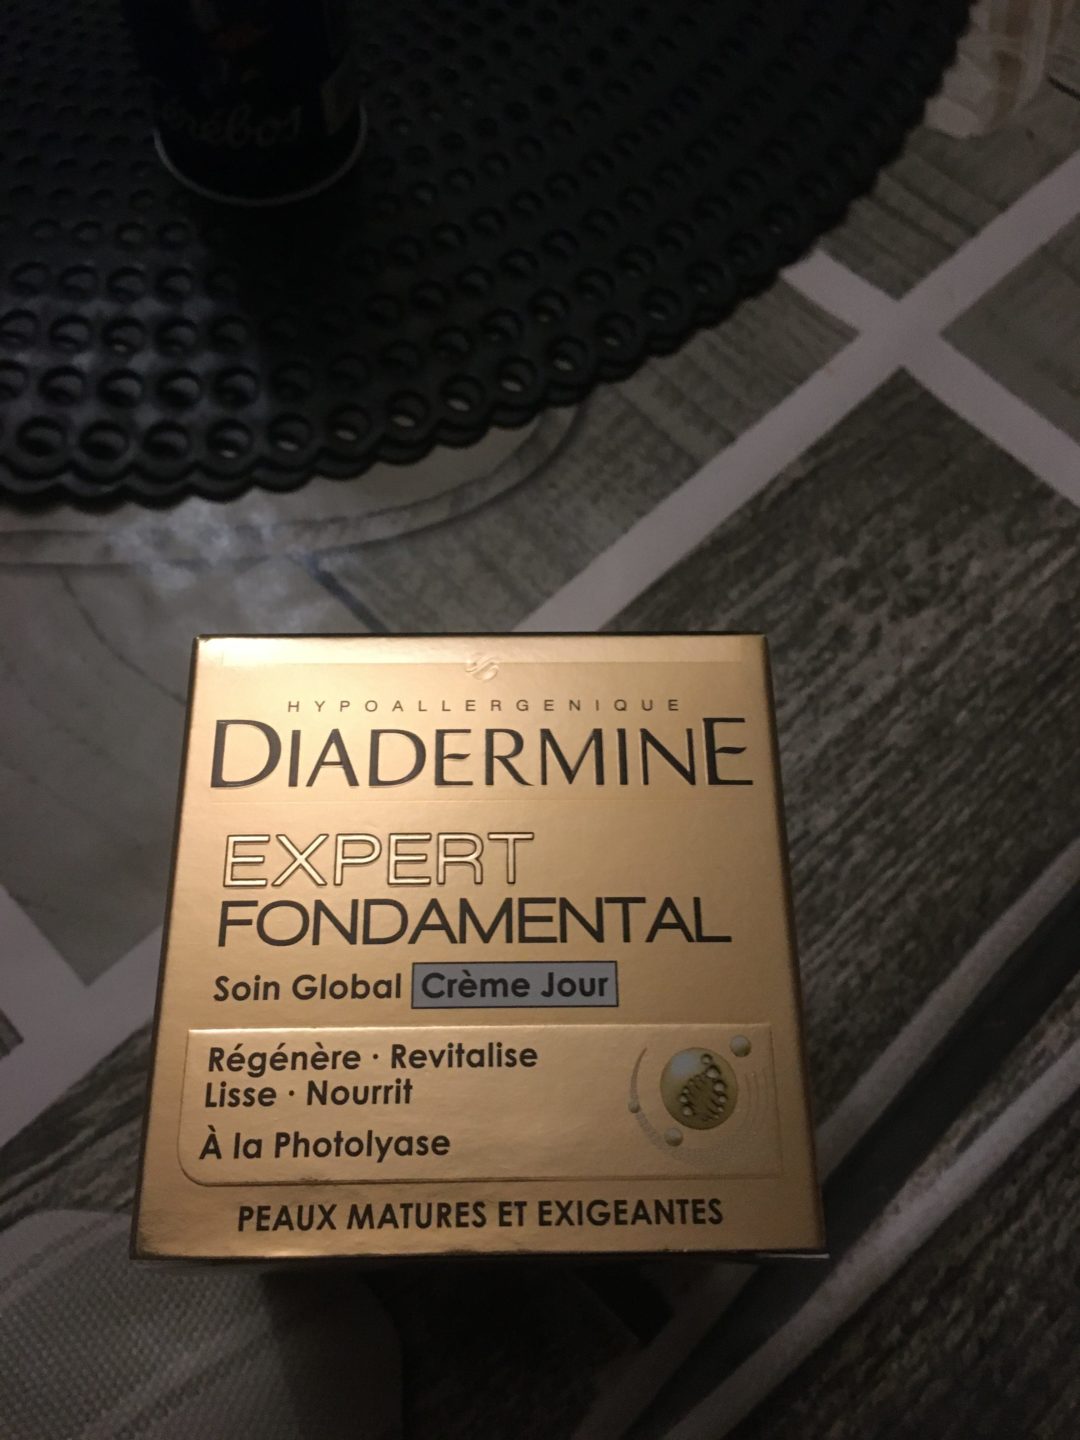 HYPOALLERGENIQUE
DIADERMINE
EXPERT
FONDAMENTAL
Soin Global Crème Jour
Régénère · Revitalise
Lisse · Nourrit
À la Photolyase
PEAUX MATURES ET EXIGEANTES